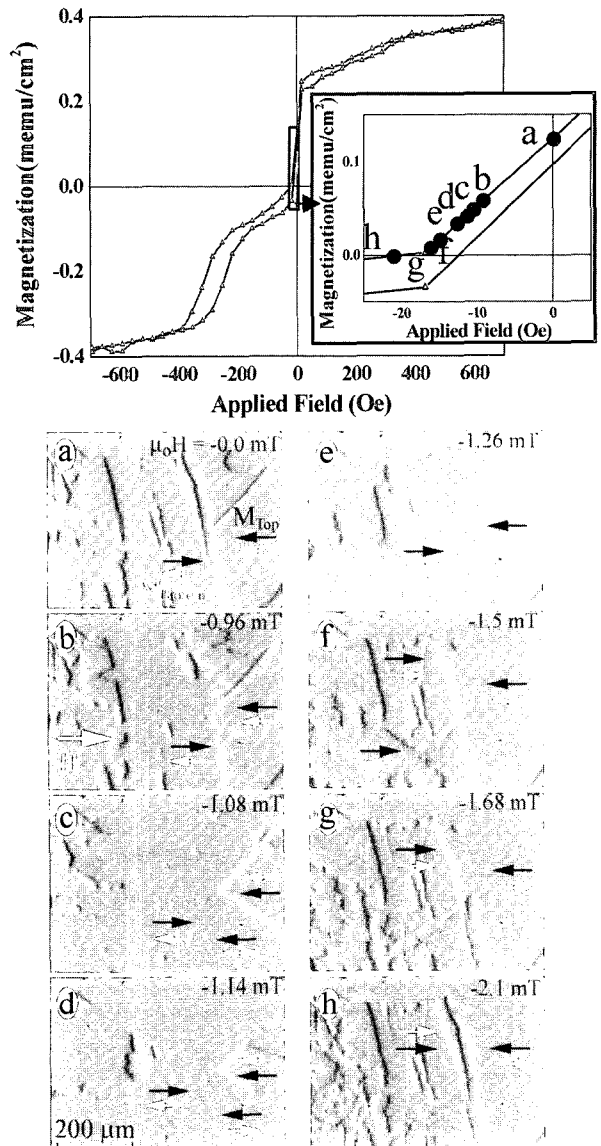 0.4
0.2
0.0
-0.2
-0.4
Magnetization(memu/cm²)
-600 -400 -200 0 200 400 600
Applied Field (Oe)
0.1
0.0
Magnetization(memu/cm²)
a
b
c
d
e
f
g
h
-20 -10 0
Applied Field (Oe)
a
μ₀H = -0.0 mT
M_Top
b
-0.96 mT
H
c
-1.08 mT
d
-1.14 mT
200 μm
e
-1.26 mT
f
-1.5 mT
g
-1.68 mT
h
-2.1 mT